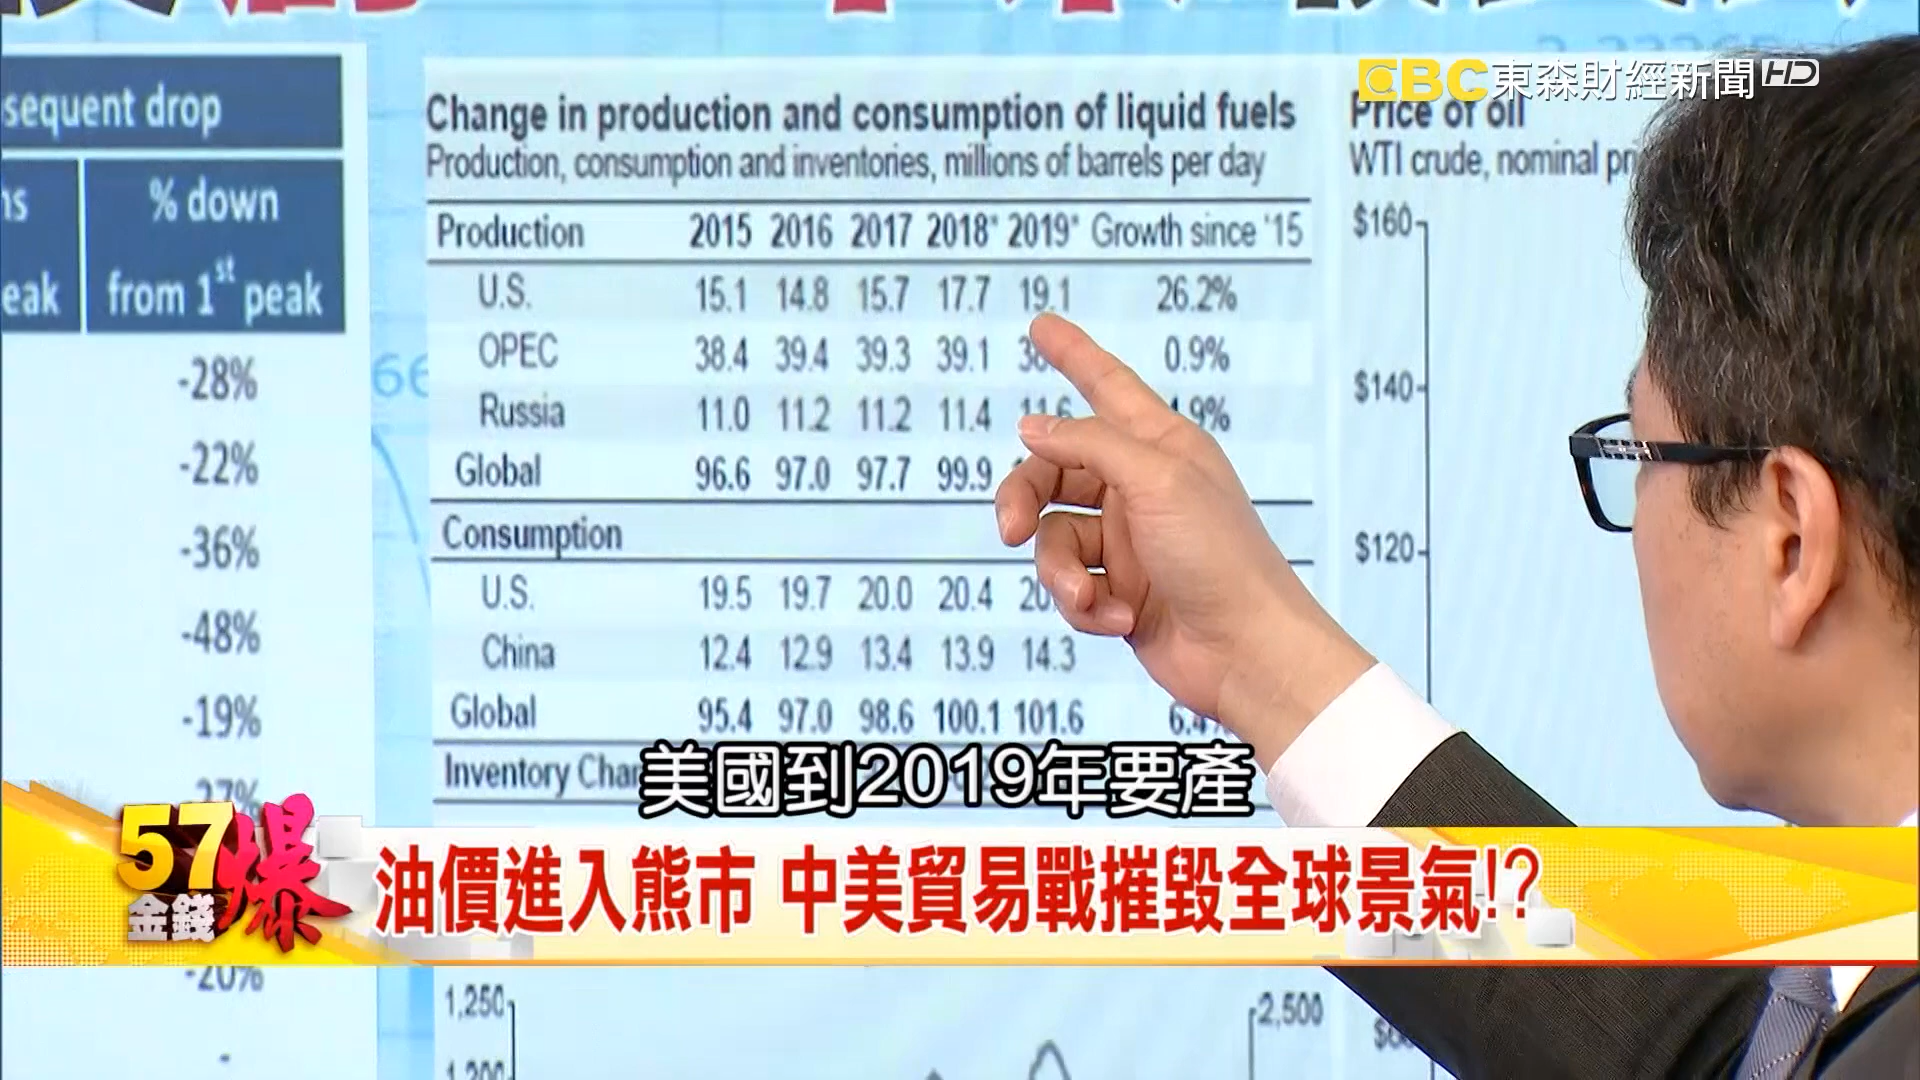 EBC 東森財經新聞 HD
sequent drop
% down
from 1st peak
eak
-28%
-22%
-36%
-48%
-19%
-27%
-20%
-
66
Change in production and consumption of liquid fuels
Production, consumption and inventories, millions of barrels per day
Production 2015 2016 2017 2018* 2019* Growth since '15
U.S. 15.1 14.8 15.7 17.7 19.1 26.2%
OPEC 38.4 39.4 39.3 39.1 0.9%
Russia 11.0 11.2 11.2 11.4 11.6
Global 96.6 97.0 97.7 99.9
Consumption
U.S. 19.5 19.7 20.0 20.4
China 12.4 12.9 13.4 13.9 14.3
Global 95.4 97.0 98.6 100.1 101.6
Inventory
Price of oil
WTI crude, nominal
$160
$140
$120
美國到2019年要產
57金錢爆
油價進入熊市 中美貿易戰摧毀全球景氣!?
1,250
1,200
2,500